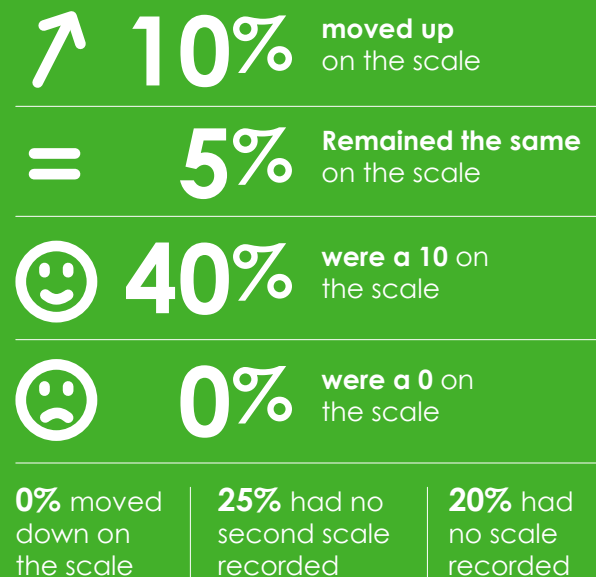 10% moved up
on the scale
= 5% Remained the same
on the scale
40% were a 10 on
the scale
0% were a 0 on
the scale
0% moved
down on
the scale
25% had no
second scale
recorded
20% had
no scale
recorded